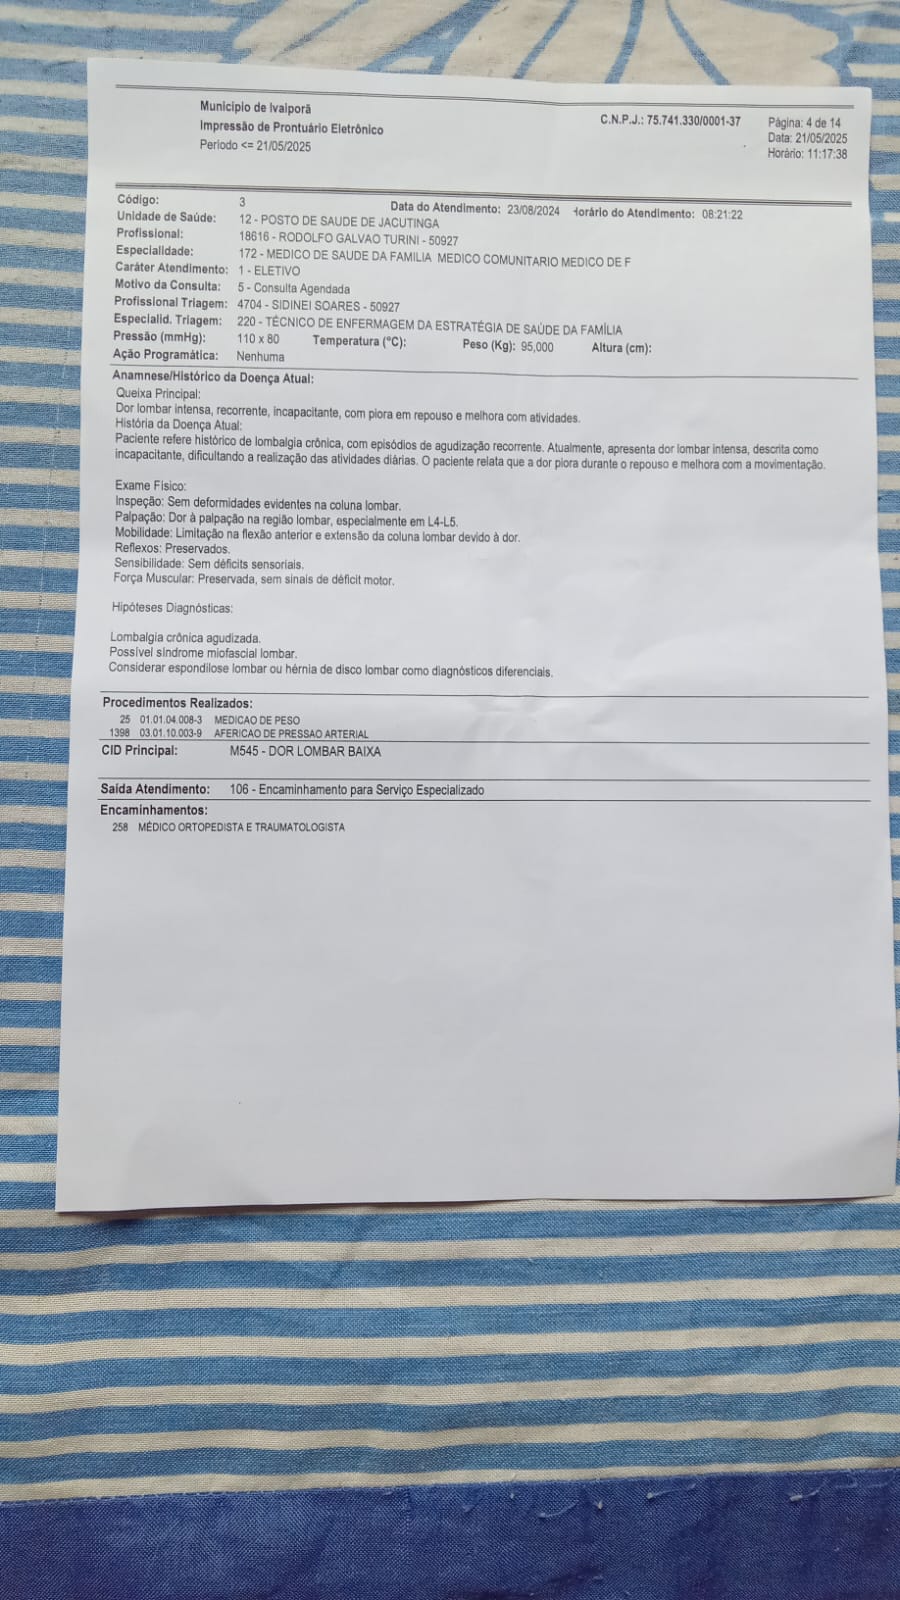 Municipio de Ivaiporã
C.N.P.J.: 75.741.330/0001-37
Página: 4 de 14
Impressão de Prontuário Eletrônico
Data: 21/05/2025
Periodo <= 21/05/2025
Horário: 11:17:38
Código: 3 Data do Atendimento: 23/08/2024 Horário do Atendimento: 08:21:22
Unidade de Saúde: 12 - POSTO DE SAUDE DE JACUTINGA
Profissional: 18616 - RODOLFO GALVAO TURINI - 50927
Especialidade: 172 - MEDICO DE SAUDE DA FAMILIA MEDICO COMUNITARIO MEDICO DE F
Caráter Atendimento: 1 - ELETIVO
Motivo da Consulta: 5 - Consulta Agendada
Profissional Triagem: 4704 - SIDINEI SOARES - 50927
Especialid. Triagem: 220 - TÉCNICO DE ENFERMAGEM DA ESTRATÉGIA DE SAÚDE DA FAMÍLIA
Pressão (mmHg): 110 x 80 Temperatura (°C): Peso (Kg): 95,000 Altura (cm):
Ação Programática: Nenhuma
Anamnese/Histórico da Doença Atual:
Queixa Principal:
Dor lombar intensa, recorrente, incapacitante, com piora em repouso e melhora com atividades.
História da Doença Atual:
Paciente refere histórico de lombalgia crônica, com episódios de agudização recorrente. Atualmente, apresenta dor lombar intensa, descrita como
incapacitante, dificultando a realização das atividades diárias. O paciente relata que a dor piora durante o repouso e melhora com a movimentação.
Exame Físico:
Inspeção: Sem deformidades evidentes na coluna lombar.
Palpação: Dor à palpação na região lombar, especialmente em L4-L5.
Mobilidade: Limitação na flexão anterior e extensão da coluna lombar devido à dor.
Reflexos: Preservados.
Sensibilidade: Sem déficits sensoriais.
Força Muscular: Preservada, sem sinais de déficit motor.
Hipóteses Diagnósticas:
Lombalgia crônica agudizada.
Possível síndrome miofascial lombar.
Considerar espondilose lombar ou hérnia de disco lombar como diagnósticos diferenciais.
Procedimentos Realizados:
25 01.01.04.008-3 MEDICAO DE PESO
1398 03.01.10.003-9 AFERICAO DE PRESSAO ARTERIAL
CID Principal: M545 - DOR LOMBAR BAIXA
Saída Atendimento: 106 - Encaminhamento para Serviço Especializado
Encaminhamentos:
258 MÉDICO ORTOPEDISTA E TRAUMATOLOGISTA